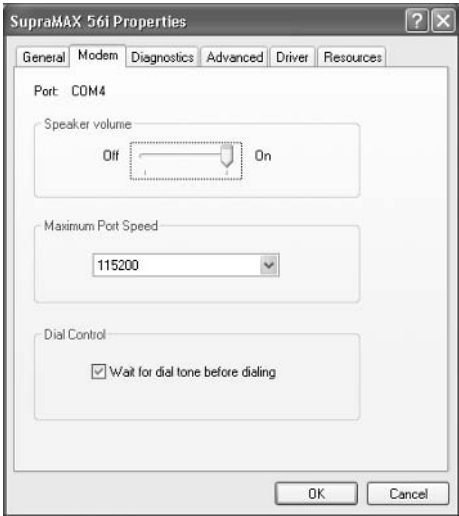 SupraMAX 56i Properties
General Modem Diagnostics Advanced Driver Resources
Port: COM4
Speaker volume
Off On
Maximum Port Speed
115200
Dial Control
Wait for dial tone before dialing
OK Cancel